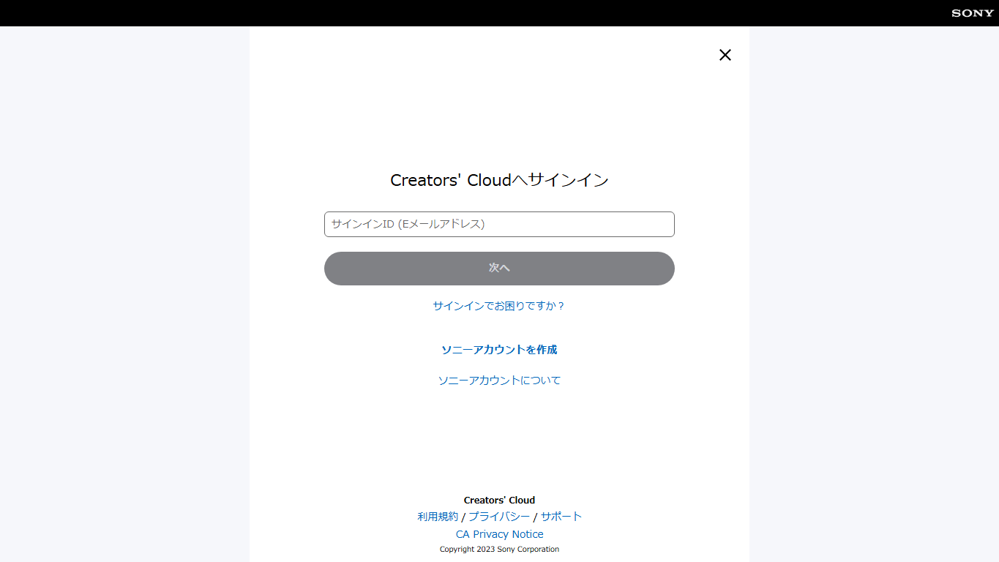 SONY
Creators' Cloudへサインイン
サインインID (Eメールアドレス)
次へ
サインインでお困りですか？
ソニーアカウントを作成
ソニーアカウントについて
Creators' Cloud
利用規約 / プライバシー / サポート
CA Privacy Notice
Copyright 2023 Sony Corporation